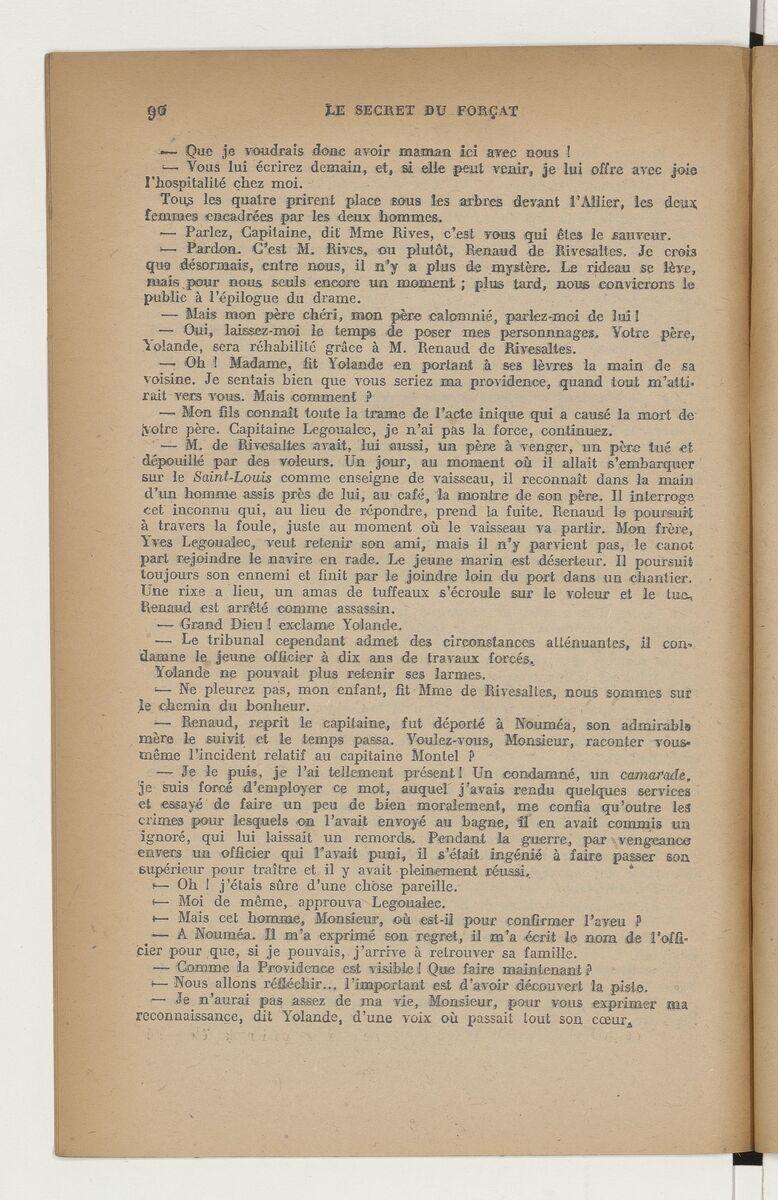 96 LE SECRET DU FORÇAT
— Que je voudrais donc avoir maman ici avec nous !
— Vous lui écrirez demain, et, si elle peut venir, je lui offre avec joie
l'hospitalité chez moi.
Tous les quatre prirent place sous les arbres devant l'Allier, les deux
femmes encadrées par les deux hommes.
— Parlez, Capitaine, dit Mme Rives, c'est vous qui êtes le sauveur.
— Pardon. C'est M. Rives, ou plutôt, Renaud de Rivesaltes. Je crois
que désormais, entre nous, il n'y a plus de mystère. Le rideau se lève,
mais pour nous seuls encore un moment ; plus tard, nous convierons le
public à l'épilogue du drame.
— Mais mon père chéri, mon père calomnié, parlez-moi de lui !
— Oui, laissez-moi le temps de poser mes personnnages. Votre père,
Yolande, sera réhabilité grâce à M. Renaud de Rivesaltes.
— Oh ! Madame, fit Yolande en portant à ses lèvres la main de sa
voisine. Je sentais bien que vous seriez ma providence, quand tout m'atti-
rait vers vous. Mais comment ?
— Mon fils connaît toute la trame de l'acte inique qui a causé la mort de
votre père. Capitaine Legoualec, je n'ai pas la force, continuez.
— M. de Rivesaltes avait, lui aussi, un père à venger, un père tué et
dépouillé par des voleurs. Un jour, au moment où il allait s'embarquer
sur le Saint-Louis comme enseigne de vaisseau, il reconnaît dans la main
d'un homme assis près de lui, au café, la montre de son père. Il interroge
cet inconnu qui, au lieu de répondre, prend la fuite. Renaud le poursuit
à travers la foule, juste au moment où le vaisseau va partir. Mon frère,
Yves Legoualec, veut retenir son ami, mais il n'y parvient pas, le canot
part rejoindre le navire en rade. Le jeune marin est déserteur. Il poursuit
toujours son ennemi et finit par le joindre loin du port dans un chantier.
Une rixe a lieu, un amas de tuffeaux s'écroule sur le voleur et le tue.
Renaud est arrêté comme assassin.
— Grand Dieu ! exclame Yolande.
— Le tribunal cependant admet des circonstances atténuantes, il con-
damne le jeune officier à dix ans de travaux forcés.
Yolande ne pouvait plus retenir ses larmes.
— Ne pleurez pas, mon enfant, fit Mme de Rivesaltes, nous sommes sur
le chemin du bonheur.
— Renaud, reprit le capitaine, fut déporté à Nouméa, son admirable
mère le suivit et le temps passa. Voulez-vous, Monsieur, raconter vous-
même l'incident relatif au capitaine Montel ?
— Je le puis, je l'ai tellement présent ! Un condamné, un camarade,
je suis forcé d'employer ce mot, auquel j'avais rendu quelques services
et essayé de faire un peu de bien moralement, me confia qu'outre les
crimes pour lesquels on l'avait envoyé au bagne, il en avait commis un
ignoré, qui lui laissait un remords. Pendant la guerre, par vengeance
envers un officier qui l'avait puni, il s'était ingénié à faire passer son
supérieur pour traître et il y avait pleinement réussi.
— Oh ! j'étais sûre d'une chose pareille.
— Moi de même, approuva Legoualec.
— Mais cet homme, Monsieur, où est-il pour confirmer l'aveu ?
— A Nouméa. Il m'a exprimé son regret, il m'a écrit le nom de l'offi-
cier pour que, si je pouvais, j'arrive à retrouver sa famille.
— Comme la Providence est visible ! Que faire maintenant ?
— Nous allons réfléchir... l'important est d'avoir découvert la piste.
— Je n'aurai pas assez de ma vie, Monsieur, pour vous exprimer ma
reconnaissance, dit Yolande, d'une voix où passait tout son cœur.